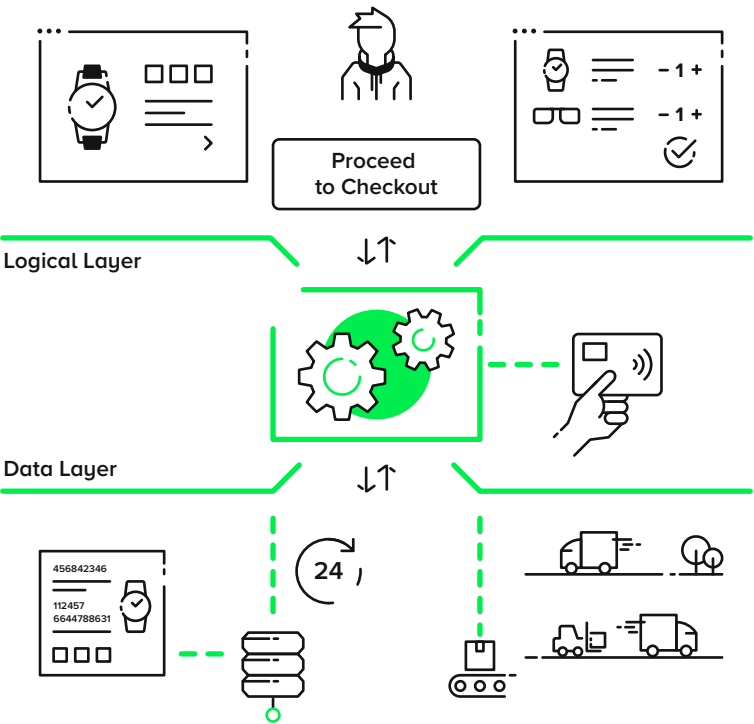 - 1 +
- 1 +
Proceed
to Checkout
Logical Layer
Data Layer
456842346
112457
6644788631
24